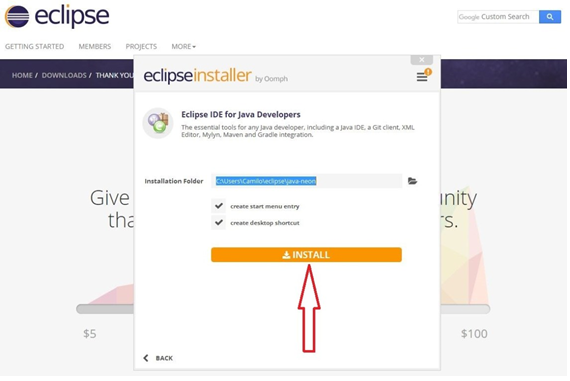 eclipse
Google Custom Search
GETTING STARTED MEMBERS PROJECTS MORE
HOME / DOWNLOADS / THANK YOU
eclipseinstaller by Oomph
!
Eclipse IDE for Java Developers
The essential tools for any Java developer, including a Java IDE, a Git client, XML
Editor, Mylyn, Maven and Gradle integration.
Installation Folder C:\Users\Camilo\eclipse\java-neon
create start menu entry
create desktop shortcut
INSTALL
Give
unity
tha
rs.
$5
$100
BACK